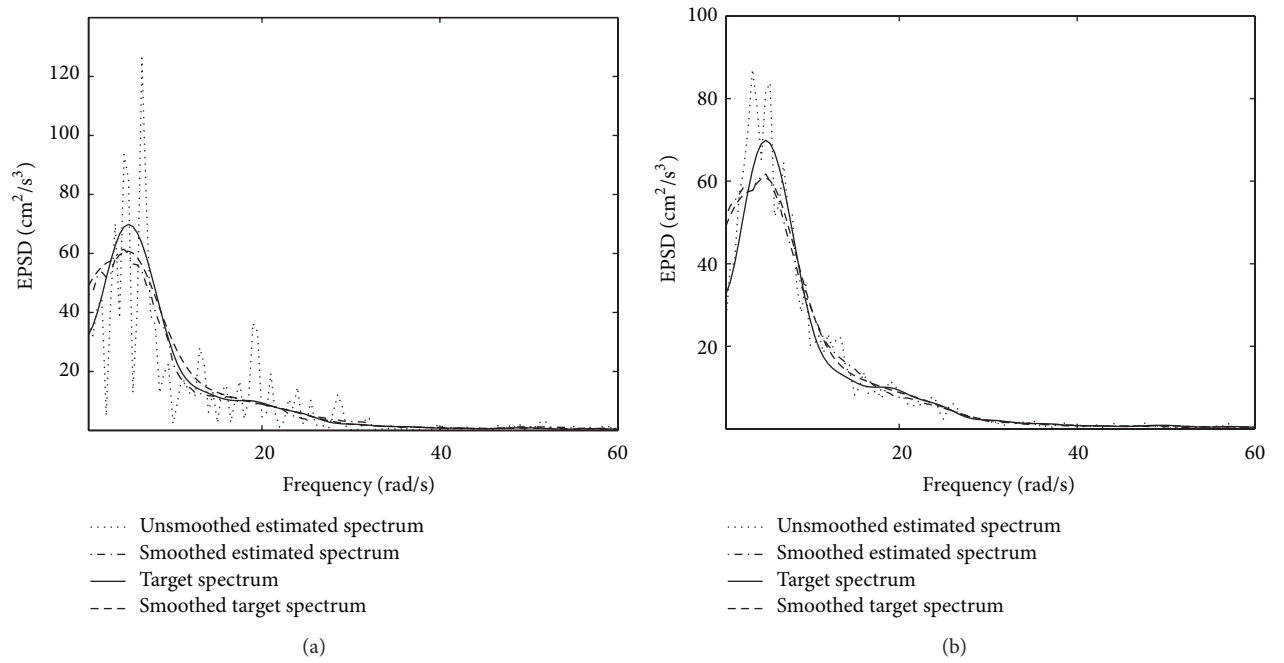 120
100
80
60
40
20
EPSD (cm²/s³)
20
40
60
Frequency (rad/s)
Unsmoothed estimated spectrum
Smoothed estimated spectrum
Target spectrum
Smoothed target spectrum
(a)
100
80
60
40
20
EPSD (cm²/s³)
20
40
60
Frequency (rad/s)
Unsmoothed estimated spectrum
Smoothed estimated spectrum
Target spectrum
Smoothed target spectrum
(b)